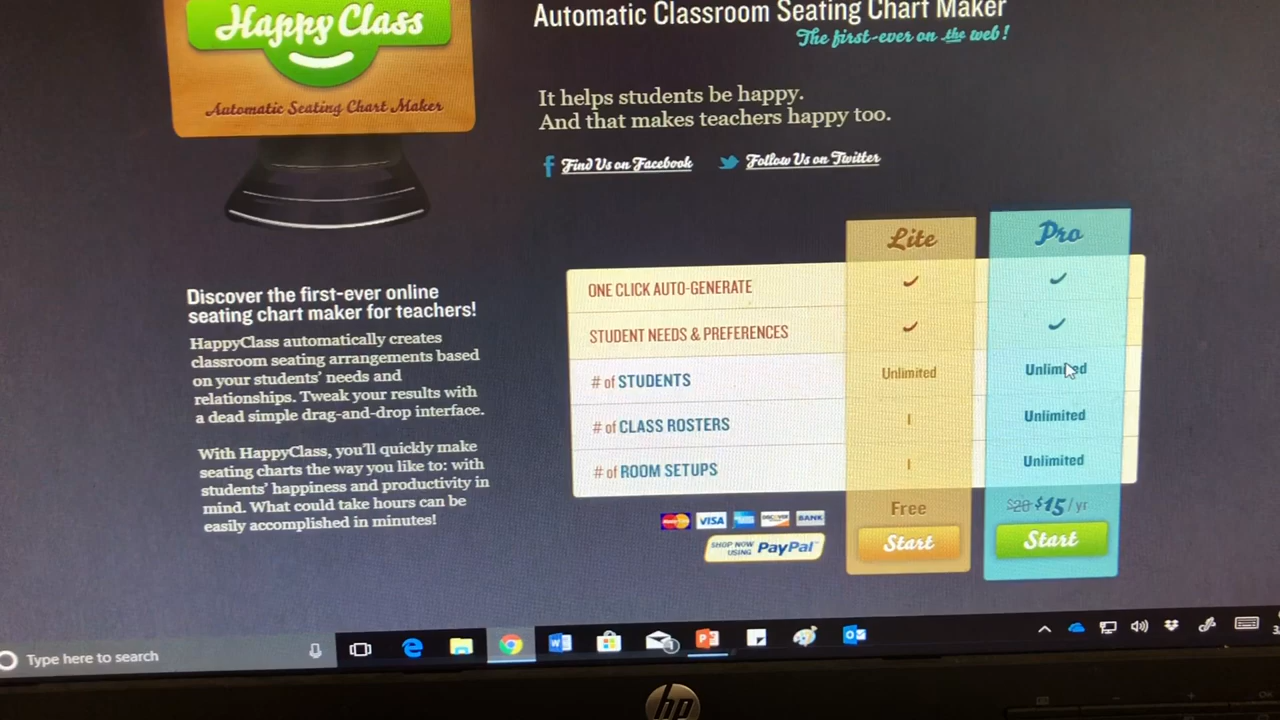 HappyClass
Automatic Seating Chart Maker
Automatic Classroom Seating Chart Maker
The first-ever on the web!
It helps students be happy.
And that makes teachers happy too.
Find Us on Facebook
Follow Us on Twitter
Discover the first-ever online
seating chart maker for teachers!
HappyClass automatically creates
classroom seating arrangements based
on your students' needs and
relationships. Tweak your results with
a dead simple drag-and-drop interface.
With HappyClass, you'll quickly make
seating charts the way you like to: with
students' happiness and productivity in
mind. What could take hours can be
easily accomplished in minutes!
Lite Pro
ONE CLICK AUTO-GENERATE
STUDENT NEEDS & PREFERENCES
# of STUDENTS Unlimited Unlimited
# of CLASS ROSTERS 1 Unlimited
# of ROOM SETUPS 1 Unlimited
Free $20 $15/yr
Start Start
MasterCard VISA DISCOVER BANK
SHOP NOW
USING PayPal
Type here to search
hp